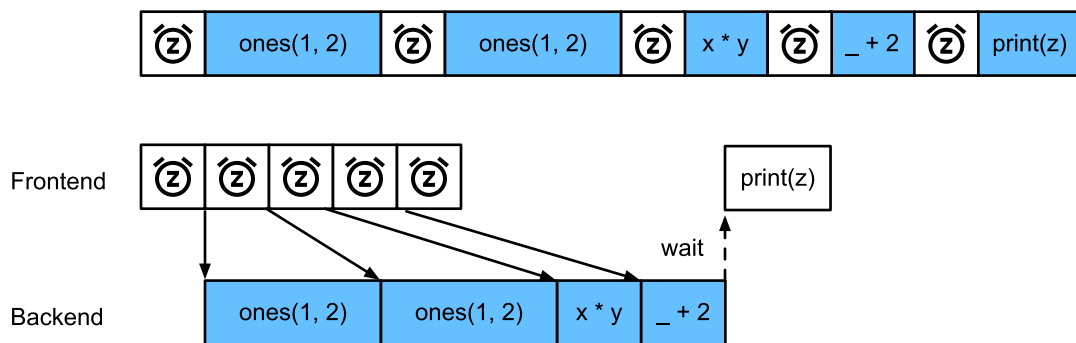 z ones(1, 2) z ones(1, 2) z x * y z _ + 2 z print(z)
Frontend z z z z z print(z)
wait
Backend ones(1, 2) ones(1, 2) x * y _ + 2